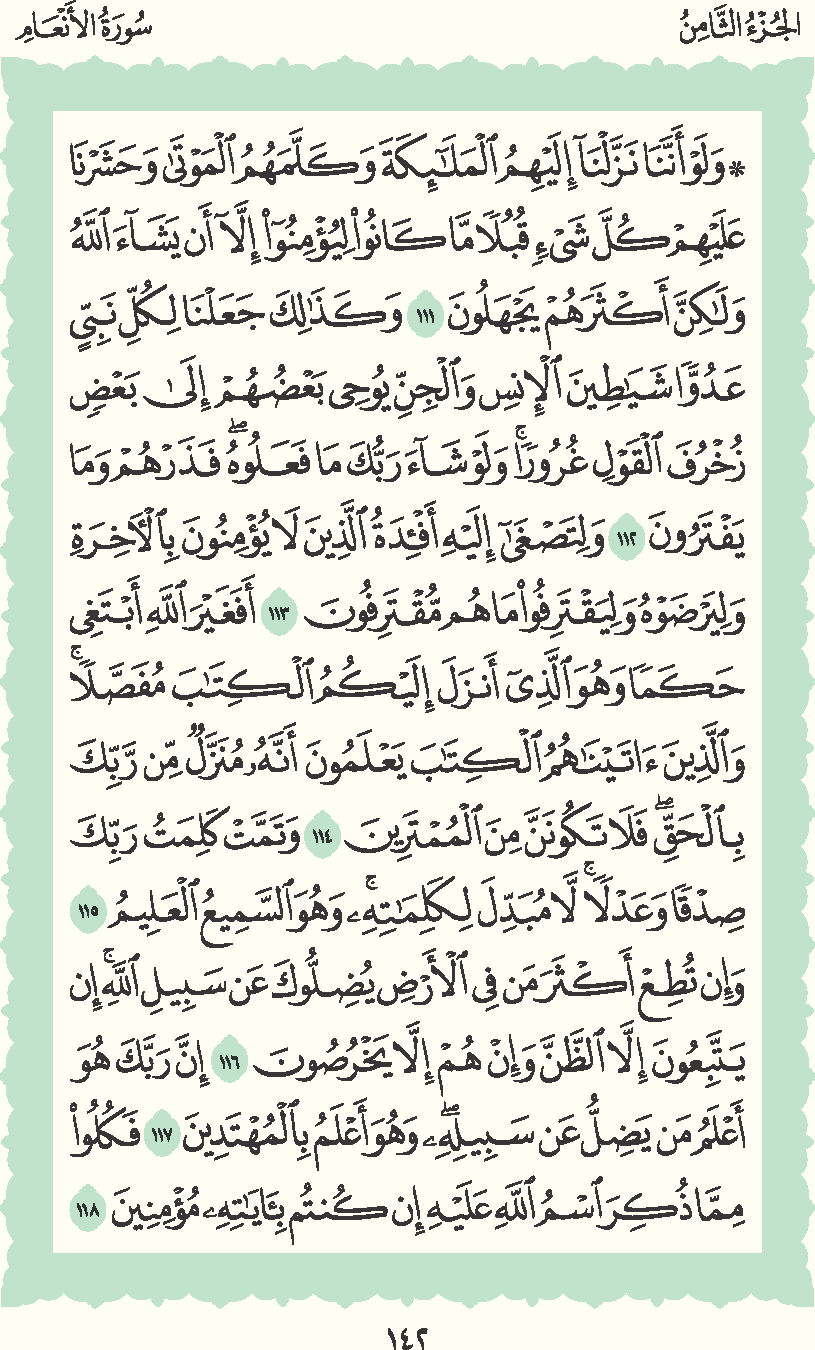 الجُزْءُ الثَّامِنُ
سُورَةُ الأَنْعَامِ
۞ وَلَوْ أَنَّنَا نَزَّلْنَآ إِلَيْهِمُ ٱلْمَلَٰٓئِكَةَ وَكَلَّمَهُمُ ٱلْمَوْتَىٰ وَحَشَرْنَا
عَلَيْهِمْ كُلَّ شَىْءٍ قُبُلًا مَّا كَانُوا۟ لِيُؤْمِنُوٓا۟ إِلَّآ أَن يَشَآءَ ٱللَّهُ
وَلَٰكِنَّ أَكْثَرَهُمْ يَجْهَلُونَ ١١١ وَكَذَٰلِكَ جَعَلْنَا لِكُلِّ نَبِىٍّ
عَدُوًّا شَيَٰطِينَ ٱلْإِنسِ وَٱلْجِنِّ يُوحِى بَعْضُهُمْ إِلَىٰ بَعْضٍ
زُخْرُفَ ٱلْقَوْلِ غُرُورًا ۚ وَلَوْ شَآءَ رَبُّكَ مَا فَعَلُوهُ ۖ فَذَرْهُمْ وَمَا
يَفْتَرُونَ ١١٢ وَلِتَصْغَىٰٓ إِلَيْهِ أَفْـِٔدَةُ ٱلَّذِينَ لَا يُؤْمِنُونَ بِٱلْـَٔاخِرَةِ
وَلِيَرْضَوْهُ وَلِيَقْتَرِفُوا۟ مَا هُم مُّقْتَرِفُونَ ١١٣ أَفَغَيْرَ ٱللَّهِ أَبْتَغِى
حَكَمًا وَهُوَ ٱلَّذِىٓ أَنزَلَ إِلَيْكُمُ ٱلْكِتَٰبَ مُفَصَّلًا ۚ
وَٱلَّذِينَ ءَاتَيْنَٰهُمُ ٱلْكِتَٰبَ يَعْلَمُونَ أَنَّهُۥ مُنَزَّلٌ مِّن رَّبِّكَ
بِٱلْحَقِّ ۖ فَلَا تَكُونَنَّ مِنَ ٱلْمُمْتَرِينَ ١١٤ وَتَمَّتْ كَلِمَتُ رَبِّكَ
صِدْقًا وَعَدْلًا ۚ لَّا مُبَدِّلَ لِكَلِمَٰتِهِۦ ۚ وَهُوَ ٱلسَّمِيعُ ٱلْعَلِيمُ ١١٥
وَإِن تُطِعْ أَكْثَرَ مَن فِى ٱلْأَرْضِ يُضِلُّوكَ عَن سَبِيلِ ٱللَّهِ ۚ إِن
يَتَّبِعُونَ إِلَّا ٱلظَّنَّ وَإِنْ هُمْ إِلَّا يَخْرُصُونَ ١١٦ إِنَّ رَبَّكَ هُوَ
أَعْلَمُ مَن يَضِلُّ عَن سَبِيلِهِۦ ۖ وَهُوَ أَعْلَمُ بِٱلْمُهْتَدِينَ ١١٧ فَكُلُوا۟
مِمَّا ذُكِرَ ٱسْمُ ٱللَّهِ عَلَيْهِ إِن كُنتُم بِـَٔايَٰتِهِۦ مُؤْمِنِينَ ١١٨
١٤٢